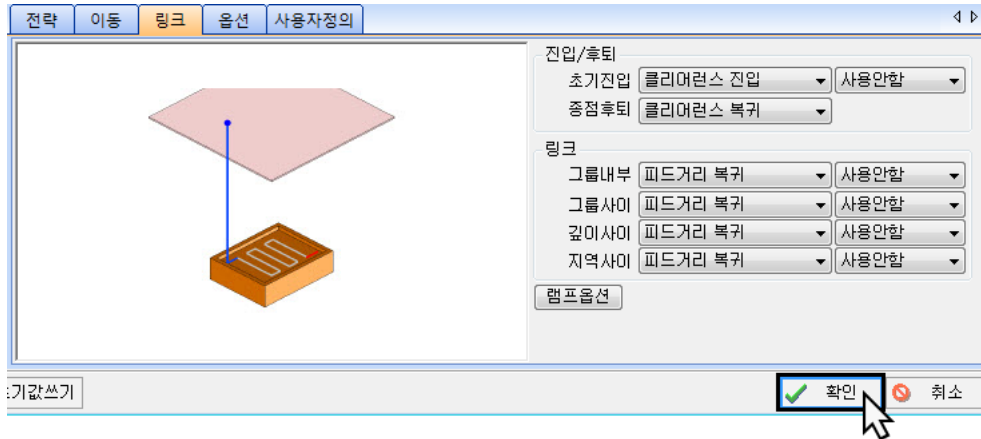 전략 이동 링크 옵션 사용자정의
진입/후퇴
초기진입 클리어런스 진입 사용안함
종점후퇴 클리어런스 복귀
링크
그룹내부 피드거리 복귀 사용안함
그룹사이 피드거리 복귀 사용안함
깊이사이 피드거리 복귀 사용안함
지역사이 피드거리 복귀 사용안함
램프옵션
기값쓰기 확인 취소